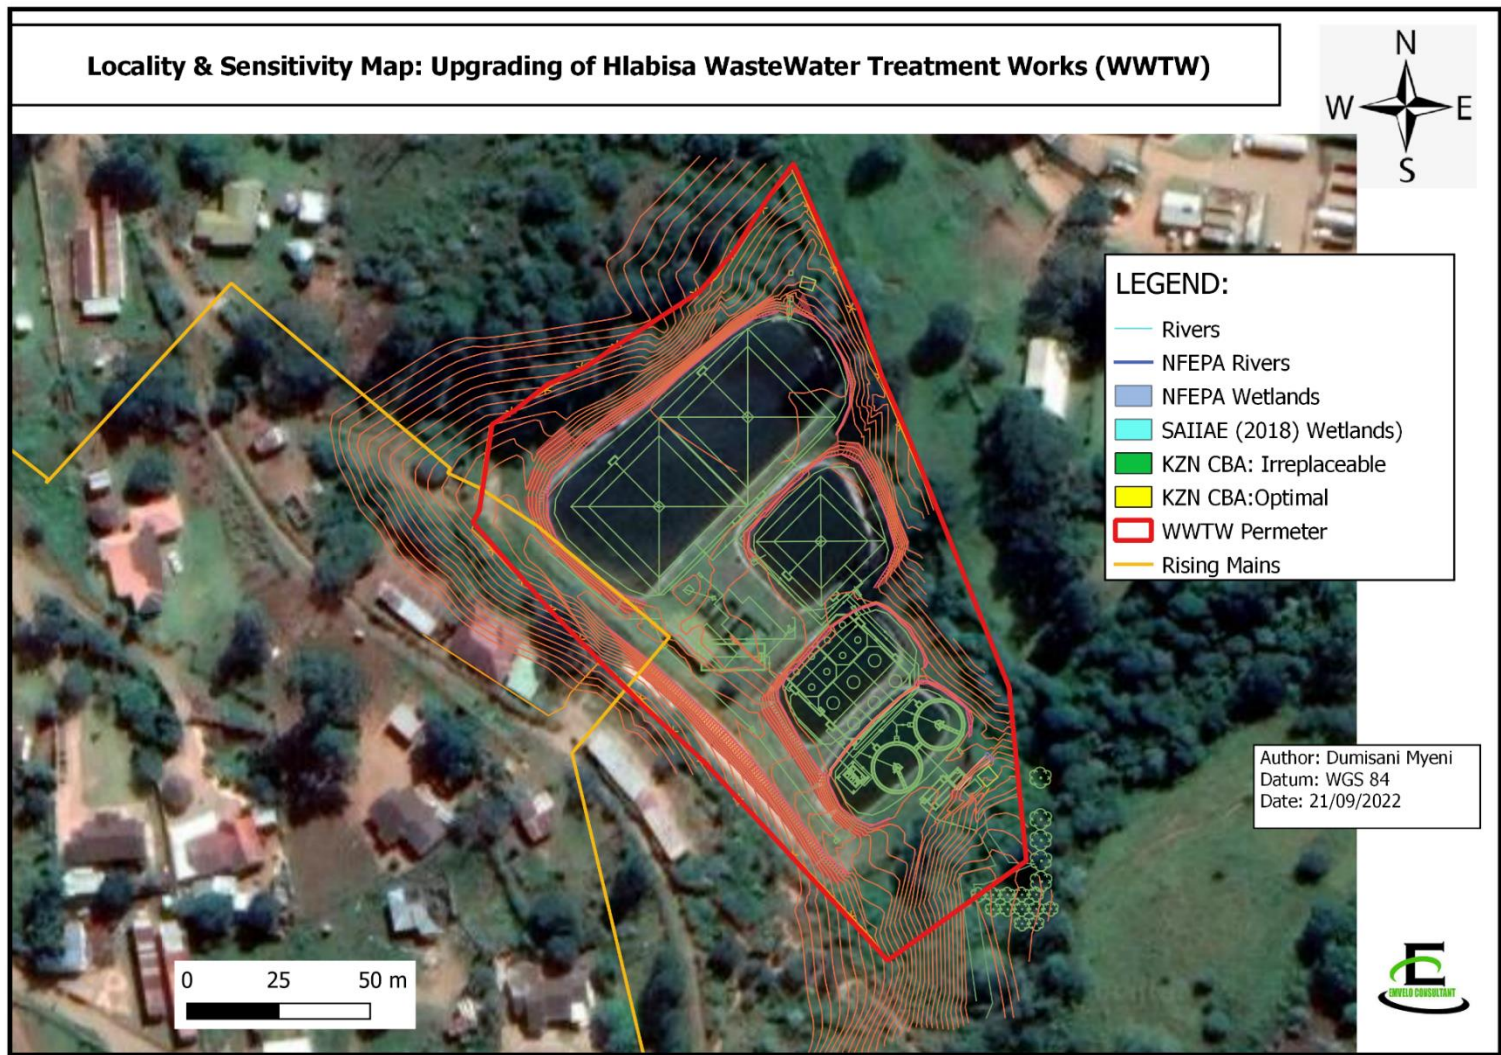 Locality & Sensitivity Map: Upgrading of Hlabisa WasteWater Treatment Works (WWTW)
N
W E
S
LEGEND:
Rivers
NFEPA Rivers
NFEPA Wetlands
SAIIAE (2018) Wetlands)
KZN CBA: Irreplaceable
KZN CBA:Optimal
WWTW Permeter
Rising Mains
Author: Dumisani Myeni
Datum: WGS 84
Date: 21/09/2022
0 25 50 m
E
EMVELO CONSULTANT